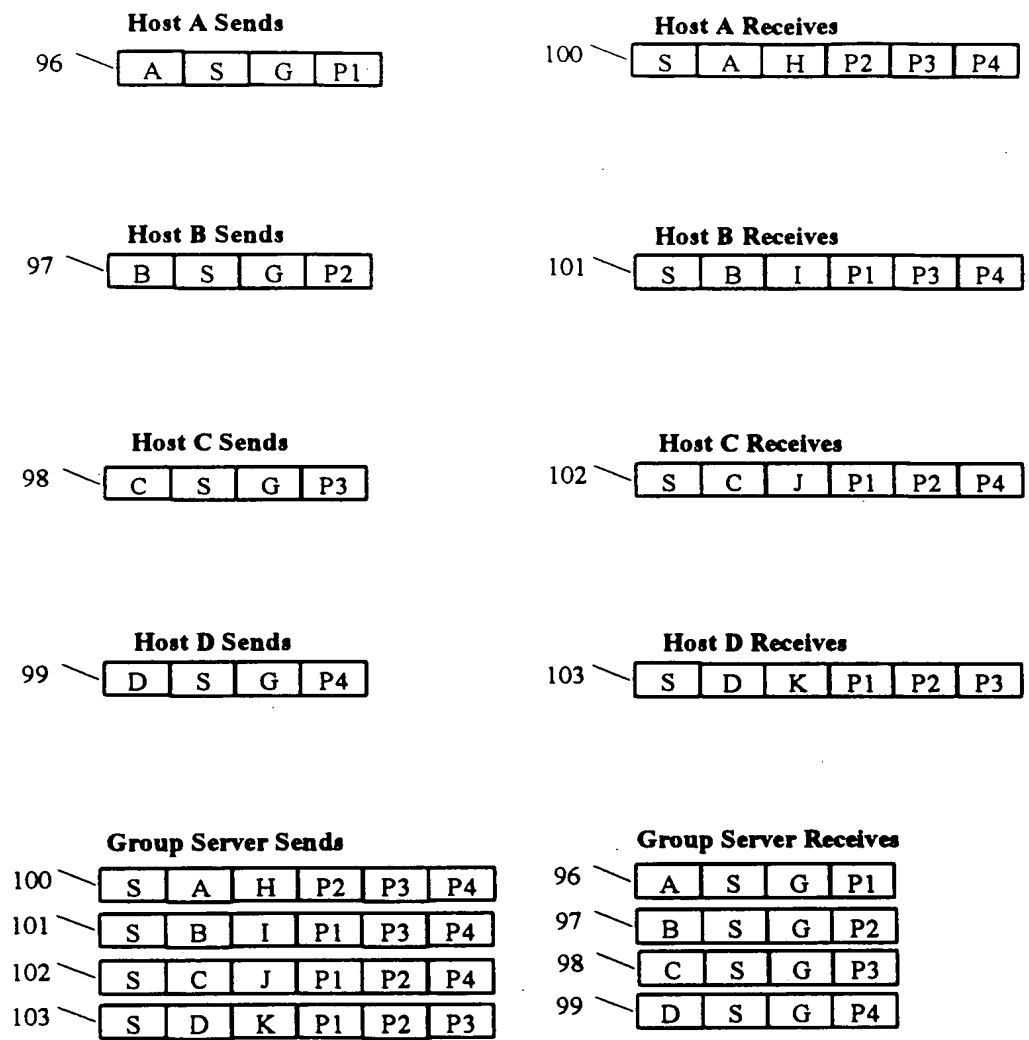 Host A Sends
96 A S G P1
Host A Receives
100 S A H P2 P3 P4
Host B Sends
97 B S G P2
Host B Receives
101 S B I P1 P3 P4
Host C Sends
98 C S G P3
Host C Receives
102 S C J P1 P2 P4
Host D Sends
99 D S G P4
Host D Receives
103 S D K P1 P2 P3
Group Server Sends
100 S A H P2 P3 P4
101 S B I P1 P3 P4
102 S C J P1 P2 P4
103 S D K P1 P2 P3
Group Server Receives
96 A S G P1
97 B S G P2
98 C S G P3
99 D S G P4